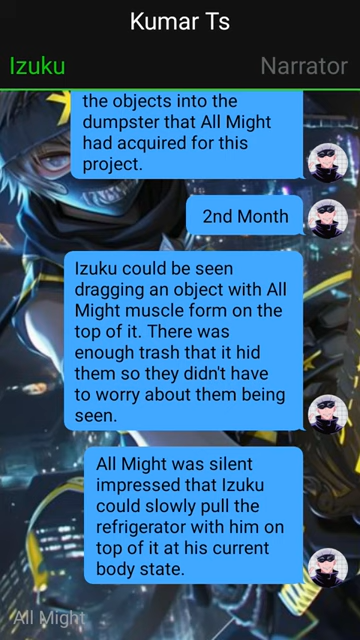 Kumar Ts
Izuku
Narrator
the objects into the
dumpster that All Might
had acquired for this
project.
2nd Month
Izuku could be seen
dragging an object with All
Might muscle form on the
top of it. There was
enough trash that it hid
them so they didn't have
to worry about them being
seen.
All Might was silent
impressed that Izuku
could slowly pull the
refrigerator with him on
top of it at his current
body state.
All Might